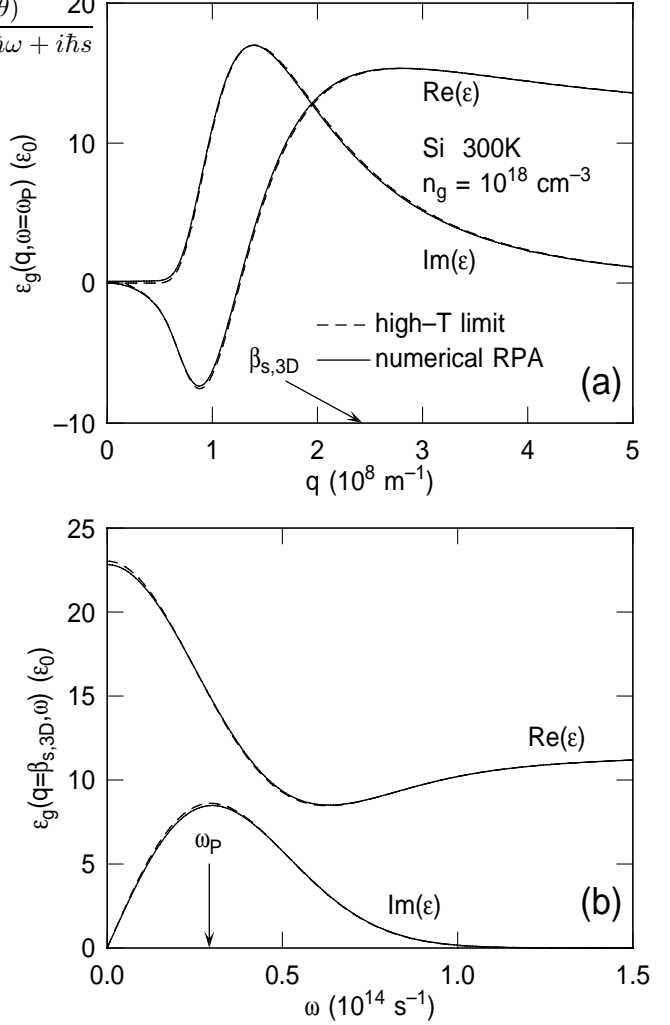 θ)
ħω + iħs
20
10
0
−10
ε_g(q,ω=ω_P) (ε_0)
Re(ε)
Si 300K
n_g = 10^18 cm^−3
Im(ε)
high−T limit
numerical RPA
β_s,3D
(a)
0 1 2 3 4 5
q (10^8 m^−1)
25
20
15
10
5
0
ε_g(q=β_s,3D,ω) (ε_0)
Re(ε)
ω_P
Im(ε)
(b)
0.0 0.5 1.0 1.5
ω (10^14 s^−1)